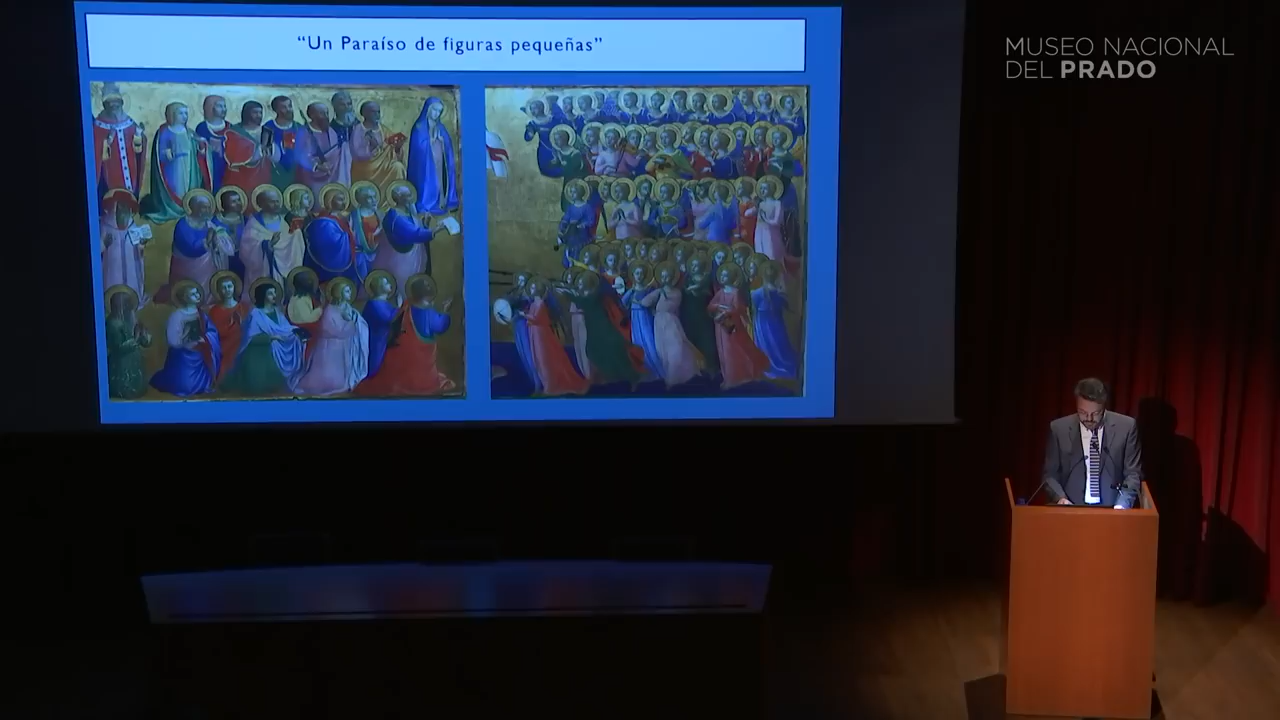 “Un Paraíso de figuras pequeñas”
MUSEO NACIONAL
DEL PRADO